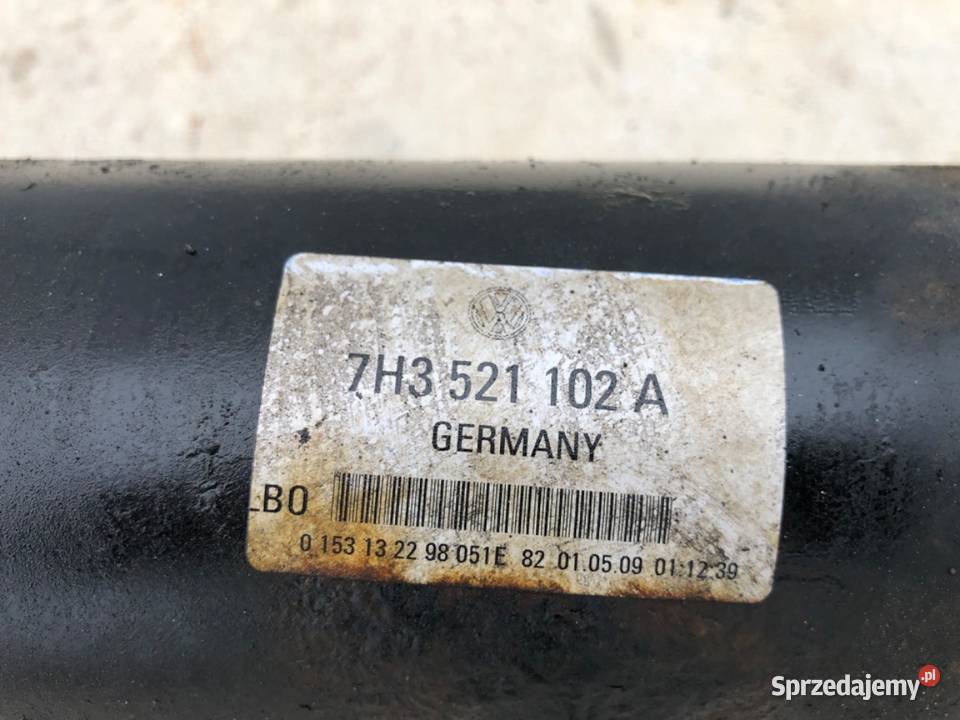 7H3 521 102 A
GERMANY
LBO
0 153 13 22 98 051E 82 01.05.09 01:12:39
Sprzedajemy.pl